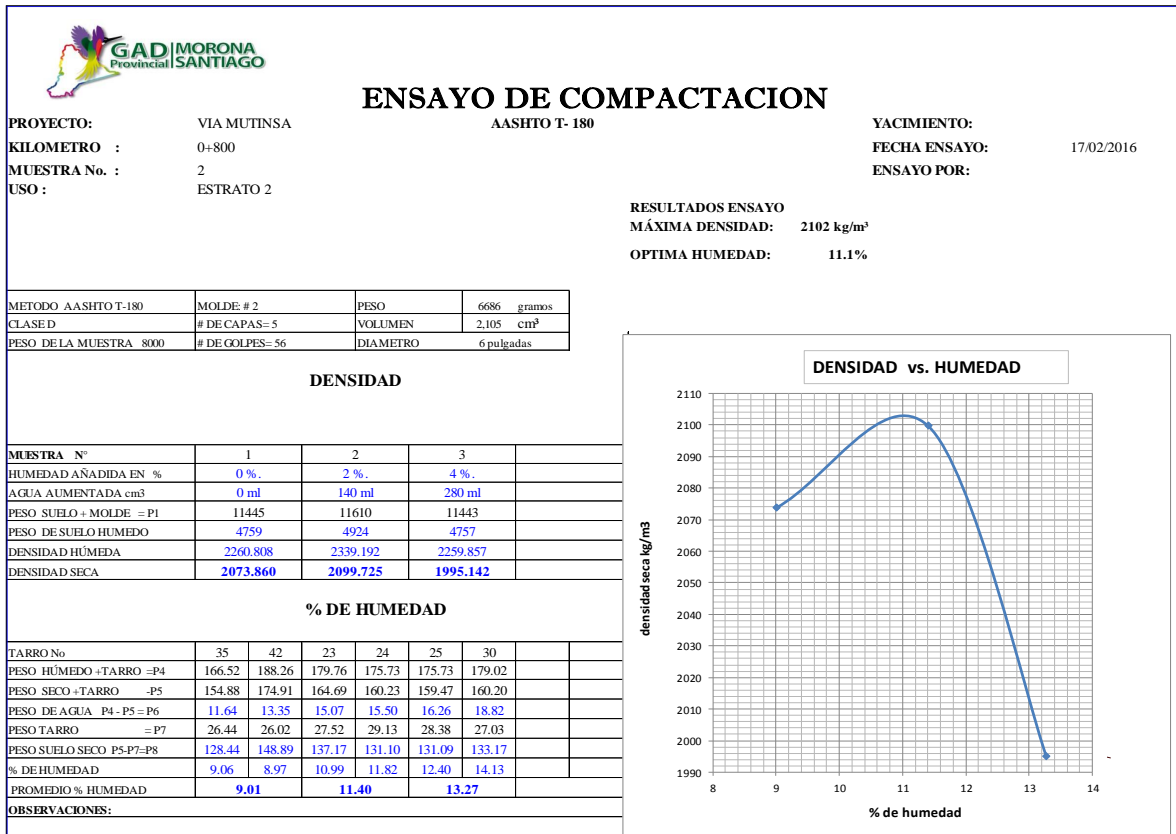 GAD MORONA
Provincial SANTIAGO
ENSAYO DE COMPACTACION
PROYECTO: VIA MUTINSA AASHTO T- 180 YACIMIENTO:
KILOMETRO : 0+800 FECHA ENSAYO: 17/02/2016
MUESTRA No. : 2 ENSAYO POR:
USO : ESTRATO 2
RESULTADOS ENSAYO
MÁXIMA DENSIDAD: 2102 kg/m³
OPTIMA HUMEDAD: 11.1%
METODO AASHTO T-180 MOLDE: # 2 PESO 6686 gramos
CLASE D # DE CAPAS= 5 VOLUMEN 2,105 cm³
PESO DE LA MUESTRA 8000 # DE GOLPES= 56 DIAMETRO 6 pulgadas
DENSIDAD
MUESTRA N° 1 2 3
HUMEDAD AÑADIDA EN % 0 %. 2 %. 4 %.
AGUA AUMENTADA cm3 0 ml 140 ml 280 ml
PESO SUELO + MOLDE = P1 11445 11610 11443
PESO DE SUELO HUMEDO 4759 4924 4757
DENSIDAD HÚMEDA 2260.808 2339.192 2259.857
DENSIDAD SECA 2073.860 2099.725 1995.142
% DE HUMEDAD
TARRO No 35 42 23 24 25 30
PESO HÚMEDO +TARRO =P4 166.52 188.26 179.76 175.73 175.73 179.02
PESO SECO +TARRO -P5 154.88 174.91 164.69 160.23 159.47 160.20
PESO DE AGUA P4 - P5 = P6 11.64 13.35 15.07 15.50 16.26 18.82
PESO TARRO = P7 26.44 26.02 27.52 29.13 28.38 27.03
PESO SUELO SECO P5-P7=P8 128.44 148.89 137.17 131.10 131.09 133.17
% DE HUMEDAD 9.06 8.97 10.99 11.82 12.40 14.13
PROMEDIO % HUMEDAD 9.01 11.40 13.27
OBSERVACIONES:
DENSIDAD vs. HUMEDAD
densidad seca kg/m3
2110
2100
2090
2080
2070
2060
2050
2040
2030
2020
2010
2000
1990
8 9 10 11 12 13 14
% de humedad